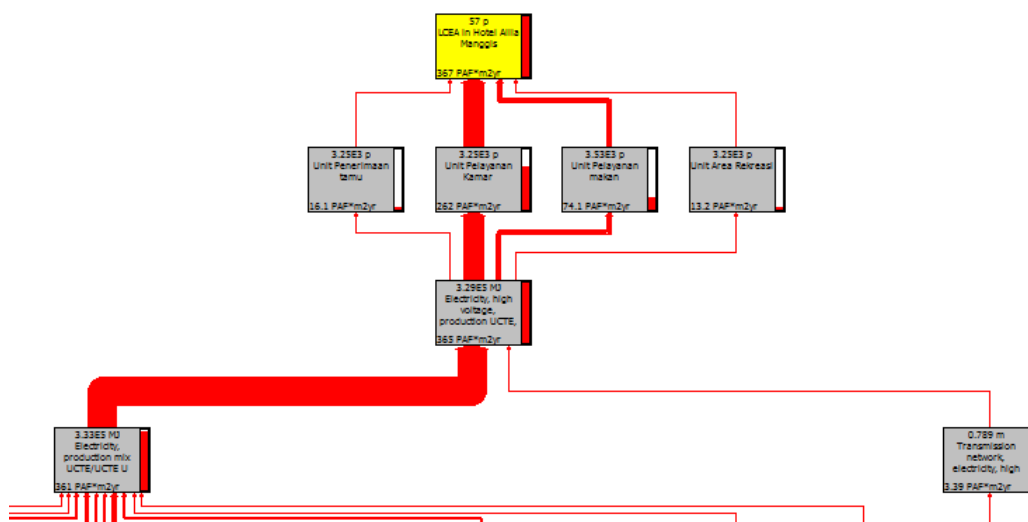 57 p
LCEA in Hotel Alila
Manggis
367 PAF*m2yr
3.25E3 p
Unit Penerimaan
tamu
16.1 PAF*m2yr
3.25E3 p
Unit Pelayanan
Kamar
262 PAF*m2yr
3.53E3 p
Unit Pelayanan
makan
74.1 PAF*m2yr
3.25E3 p
Unit Area Rekreasi
13.2 PAF*m2yr
3.29E5 MJ
Electricity, high
voltage,
production UCTE,
365 PAF*m2yr
3.33E5 MJ
Electricity,
production mix
UCTE/UCTE U
361 PAF*m2yr
0.789 m
Transmission
network,
electricity, high
3.39 PAF*m2yr